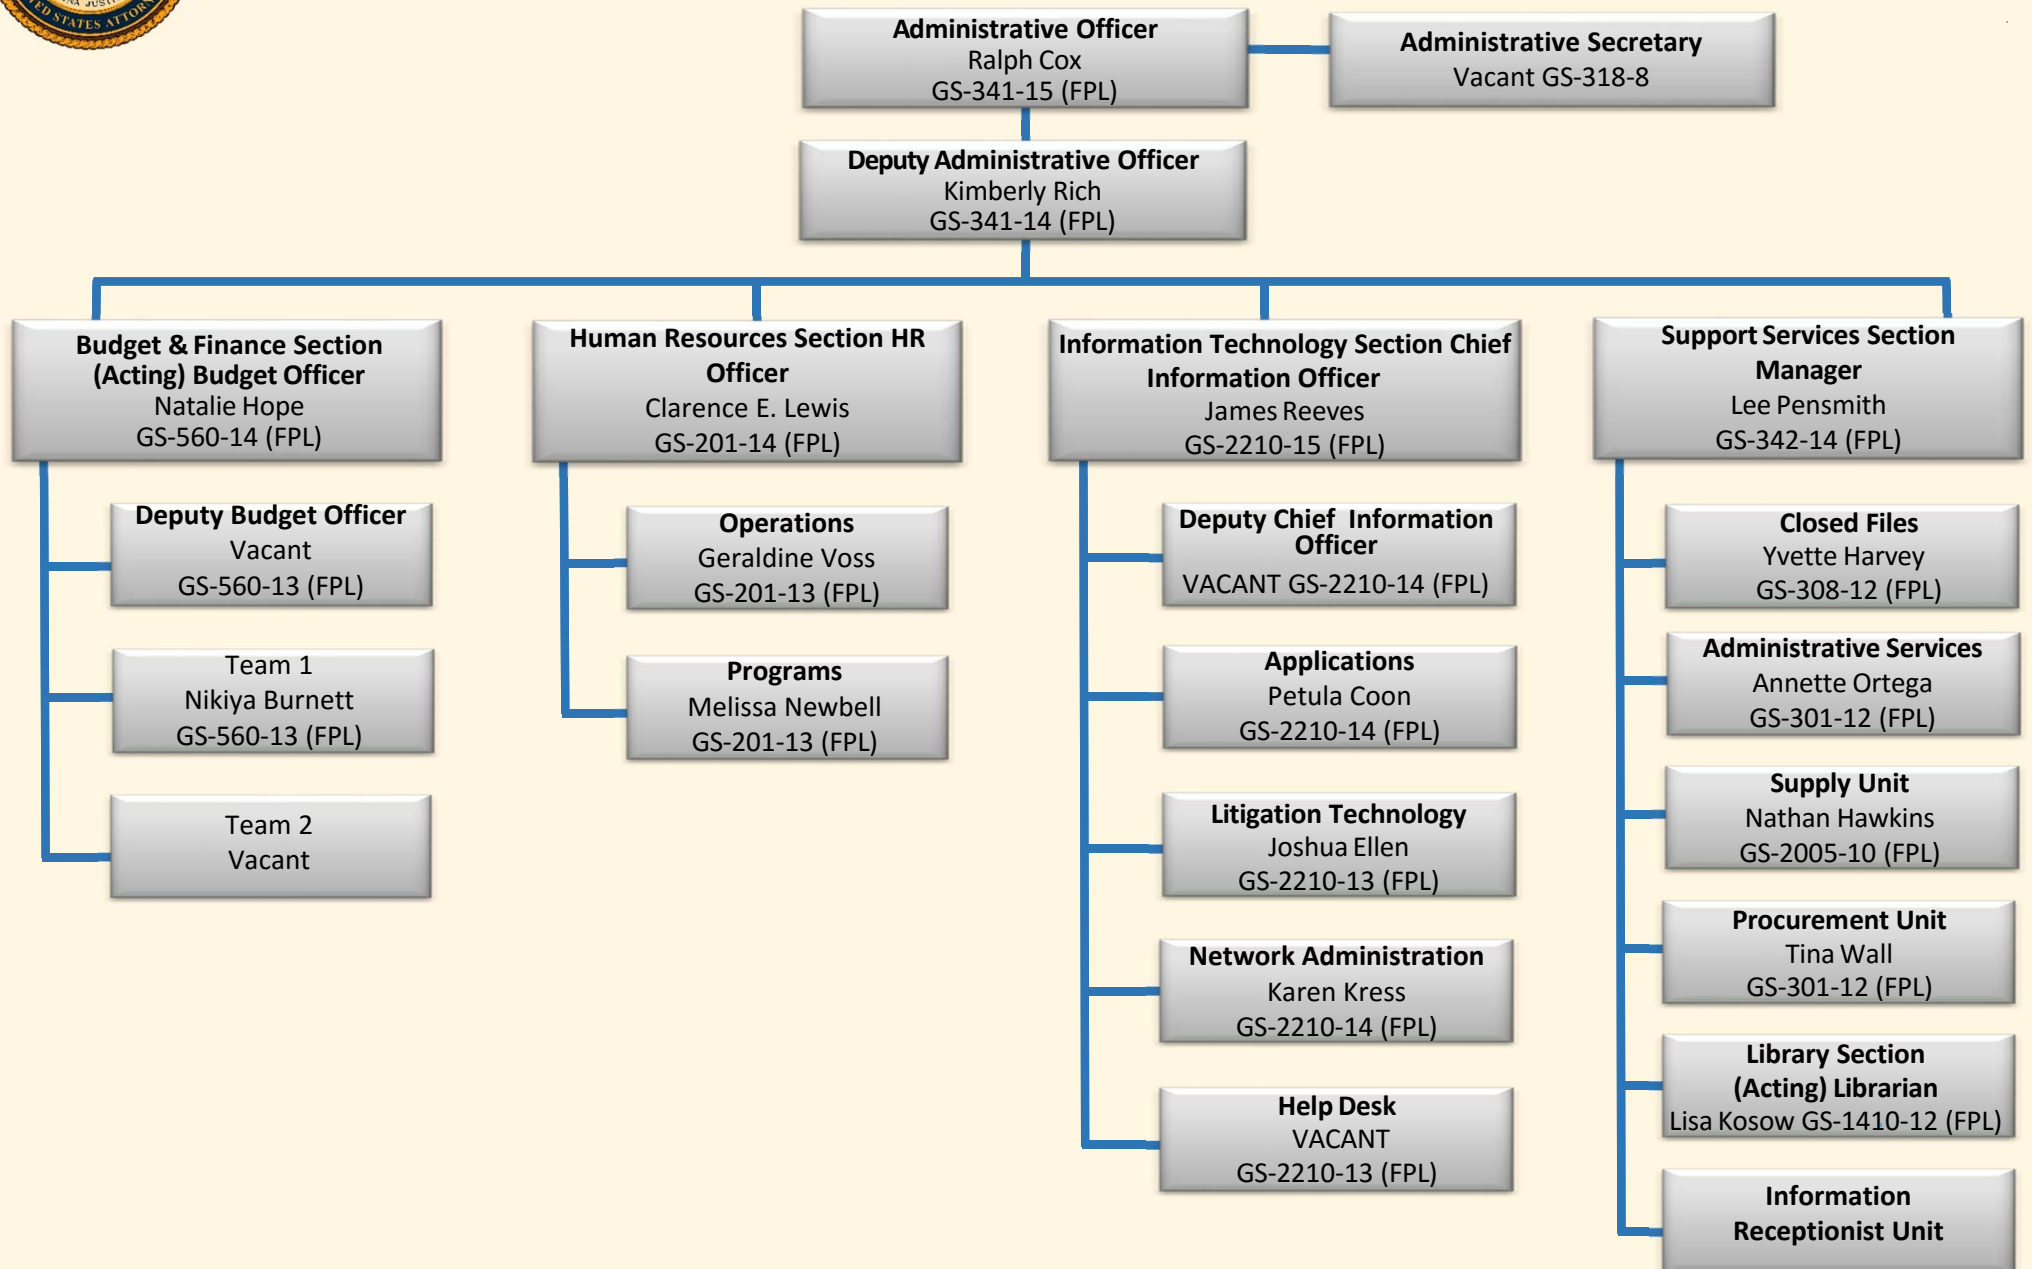 NA JUSTI
ED STATES ATTOR
Administrative Officer
Ralph Cox
GS-341-15 (FPL)
Administrative Secretary
Vacant GS-318-8
Deputy Administrative Officer
Kimberly Rich
GS-341-14 (FPL)
Budget & Finance Section
(Acting) Budget Officer
Natalie Hope
GS-560-14 (FPL)
Deputy Budget Officer
Vacant
GS-560-13 (FPL)
Team 1
Nikiya Burnett
GS-560-13 (FPL)
Team 2
Vacant
Human Resources Section HR
Officer
Clarence E. Lewis
GS-201-14 (FPL)
Operations
Geraldine Voss
GS-201-13 (FPL)
Programs
Melissa Newbell
GS-201-13 (FPL)
Information Technology Section Chief
Information Officer
James Reeves
GS-2210-15 (FPL)
Deputy Chief Information
Officer
VACANT GS-2210-14 (FPL)
Applications
Petula Coon
GS-2210-14 (FPL)
Litigation Technology
Joshua Ellen
GS-2210-13 (FPL)
Network Administration
Karen Kress
GS-2210-14 (FPL)
Help Desk
VACANT
GS-2210-13 (FPL)
Support Services Section
Manager
Lee Pensmith
GS-342-14 (FPL)
Closed Files
Yvette Harvey
GS-308-12 (FPL)
Administrative Services
Annette Ortega
GS-301-12 (FPL)
Supply Unit
Nathan Hawkins
GS-2005-10 (FPL)
Procurement Unit
Tina Wall
GS-301-12 (FPL)
Library Section
(Acting) Librarian
Lisa Kosow GS-1410-12 (FPL)
Information
Receptionist Unit